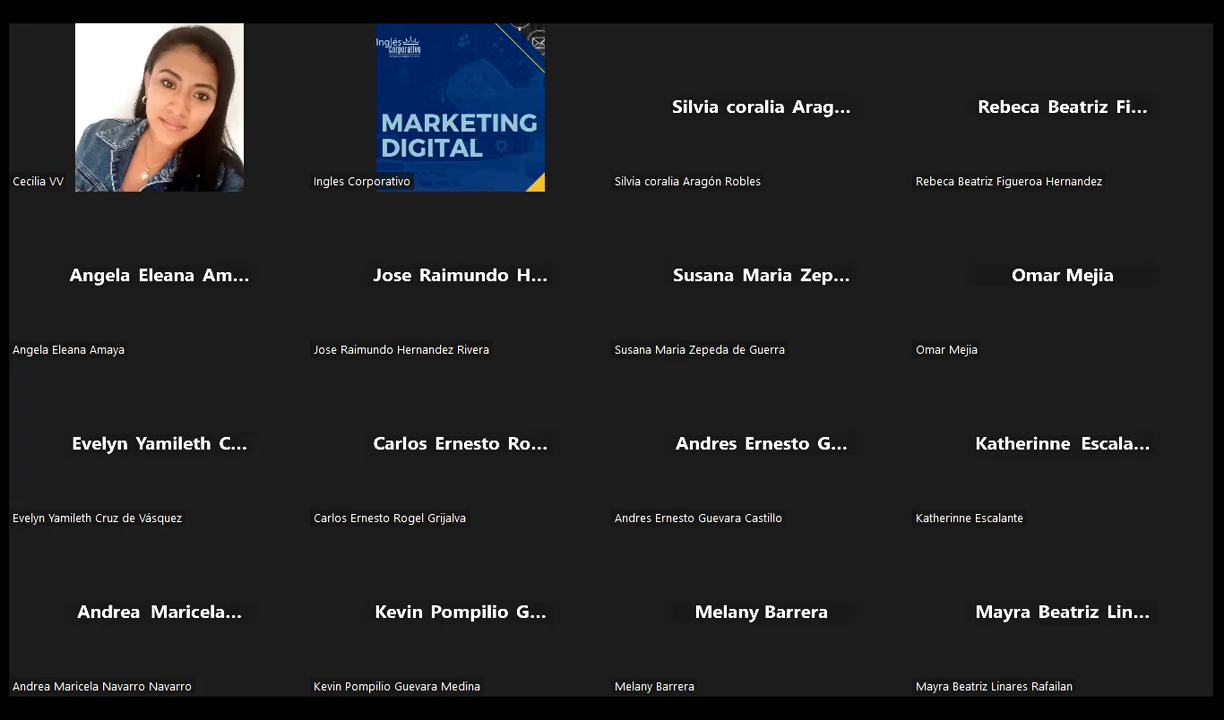 Cecilia VV
Inglés
Corporativo
MARKETING
DIGITAL
Ingles Corporativo
Silvia coralia Arag...
Silvia coralia Aragón Robles
Rebeca Beatriz Fi...
Rebeca Beatriz Figueroa Hernandez
Angela Eleana Am...
Angela Eleana Amaya
Jose Raimundo H...
Jose Raimundo Hernandez Rivera
Susana Maria Zep...
Susana Maria Zepeda de Guerra
Omar Mejia
Omar Mejia
Evelyn Yamileth C...
Evelyn Yamileth Cruz de Vásquez
Carlos Ernesto Ro...
Carlos Ernesto Rogel Grijalva
Andres Ernesto G...
Andres Ernesto Guevara Castillo
Katherinne Escala...
Katherinne Escalante
Andrea Maricela...
Andrea Maricela Navarro Navarro
Kevin Pompilio G...
Kevin Pompilio Guevara Medina
Melany Barrera
Melany Barrera
Mayra Beatriz Lin...
Mayra Beatriz Linares Rafailan